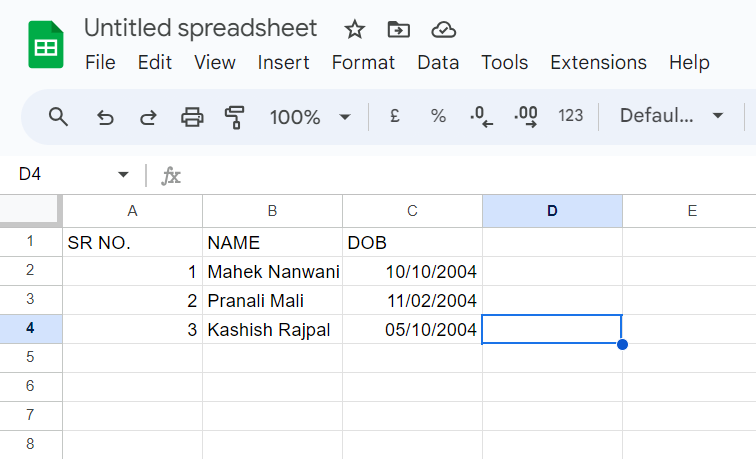 Untitled spreadsheet
File Edit View Insert Format Data Tools Extensions Help
100% £ % .0 .00 123 Defaul...
D4 fx
A B C D E
1 SR NO. NAME DOB
2 1 Mahek Nanwani 10/10/2004
3 2 Pranali Mali 11/02/2004
4 3 Kashish Rajpal 05/10/2004
5
6
7
8